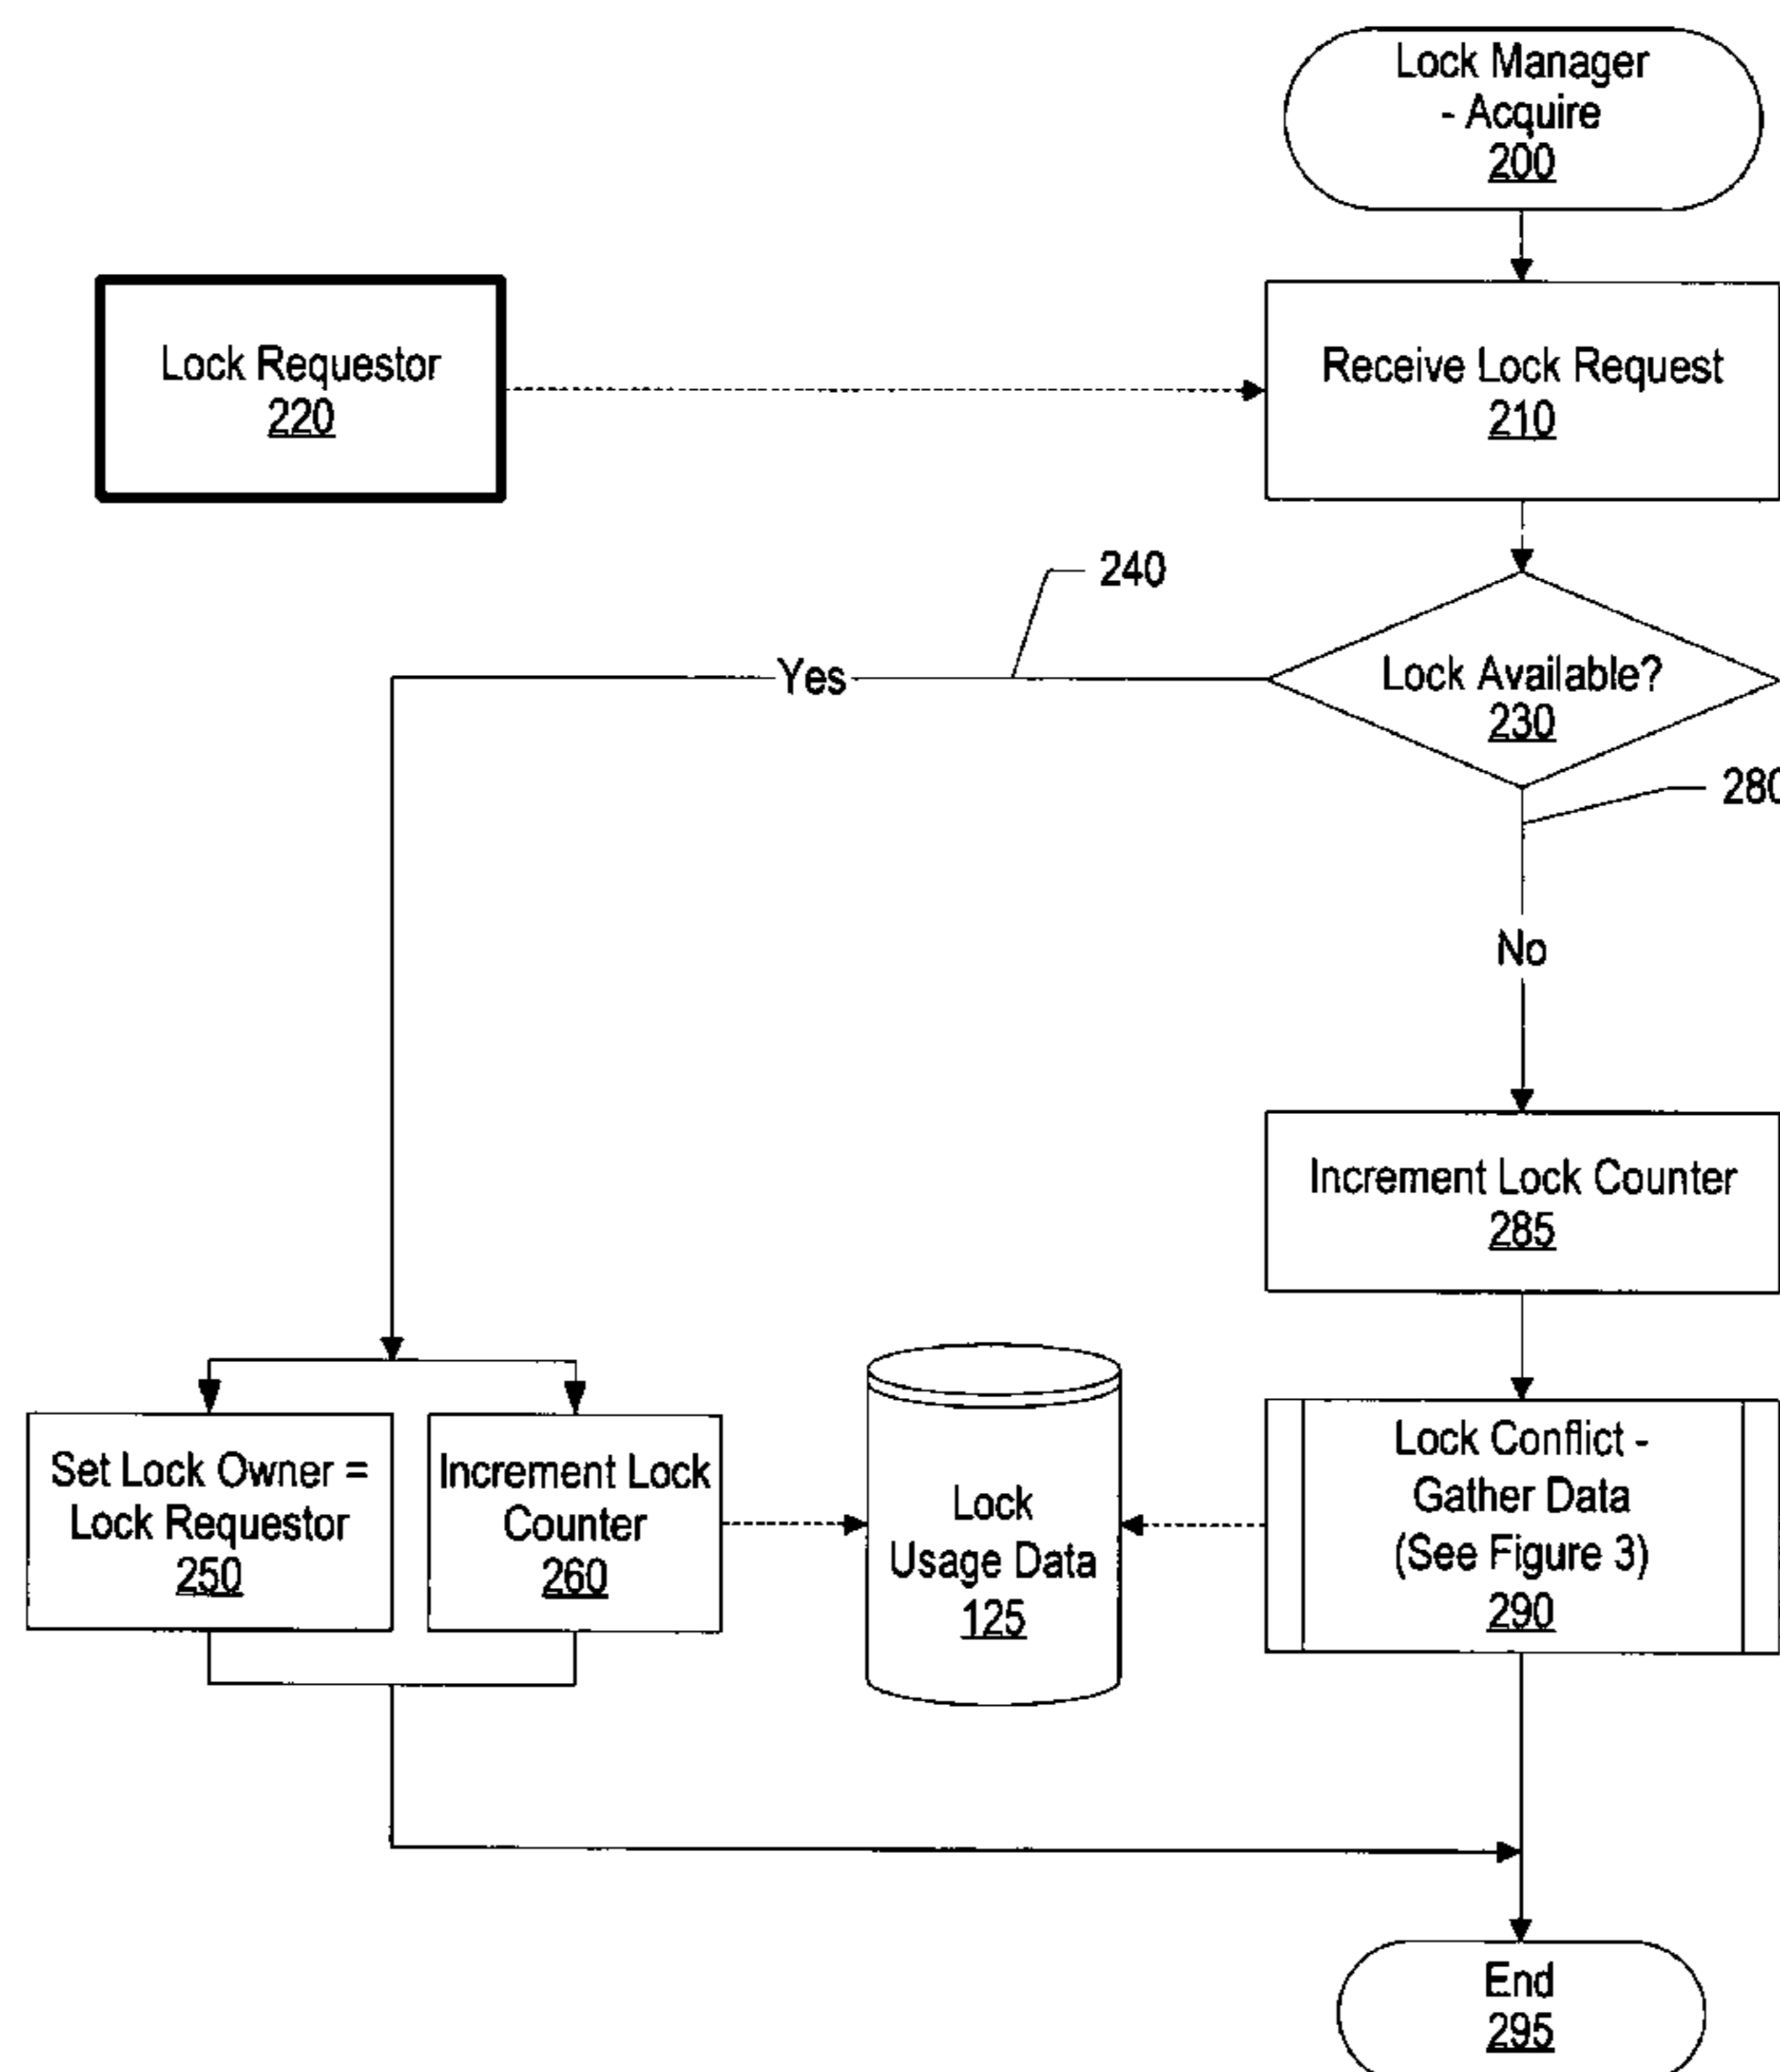 Lock Manager
- Acquire
200
Lock Requestor
220
Receive Lock Request
210
240
Yes
Lock Available?
230
280
No
Increment Lock Counter
285
Set Lock Owner =
Lock Requestor
250
Increment Lock
Counter
260
Lock
Usage Data
125
Lock Conflict -
Gather Data
(See Figure 3)
290
End
295